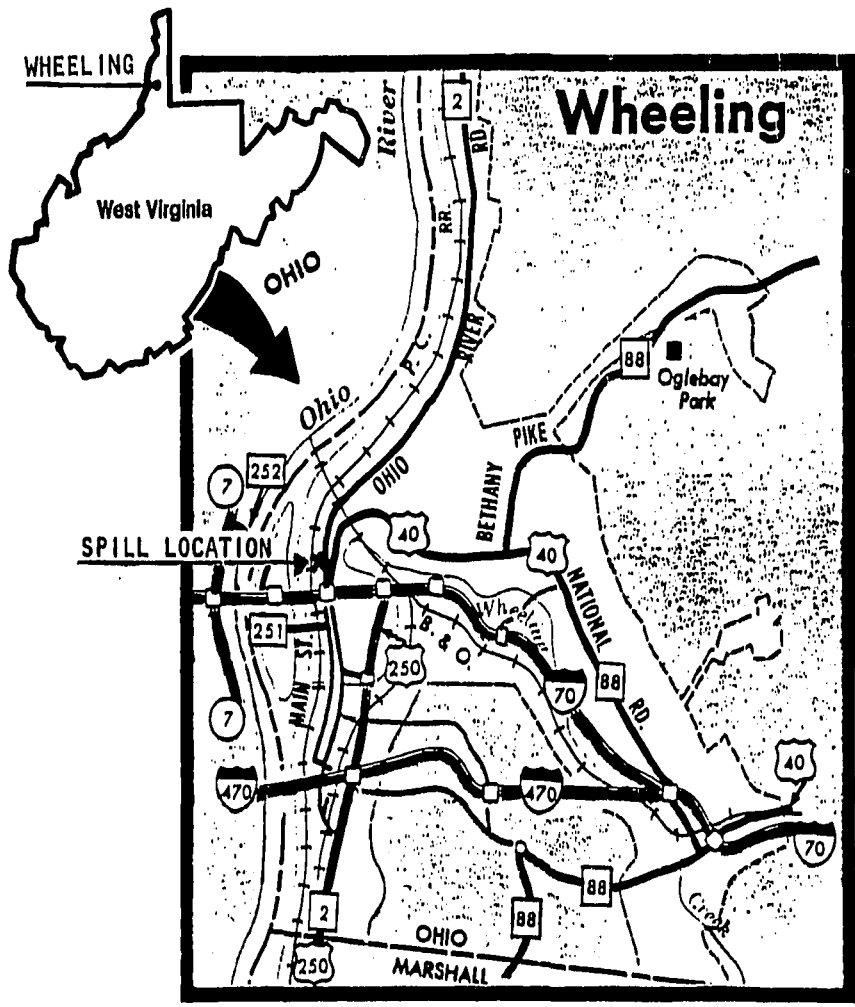 WHEELING
Wheeling
River
2
RD.
West Virginia
RR.
OHIO
RIVER
P. C.
88
Oglebay
Park
Ohio
PIKE
BETHANY
252
7
OHIO
40
40
SPILL LOCATION
NATIONAL
Wheeling
B. & O.
251
MAIN ST.
250
70
88
RD.
7
40
470
470
70
88
88
2
Creek
OHIO
250
MARSHALL